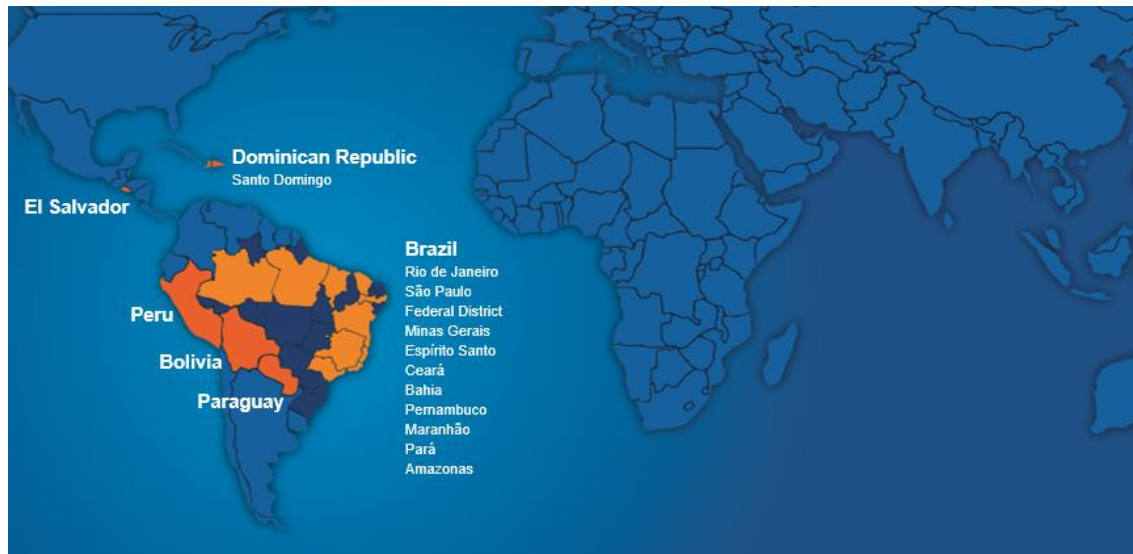 Dominican Republic
Santo Domingo
El Salvador
Brazil
Rio de Janeiro
São Paulo
Federal District
Minas Gerais
Espírito Santo
Ceará
Bahia
Pernambuco
Maranhão
Pará
Amazonas
Peru
Bolivia
Paraguay